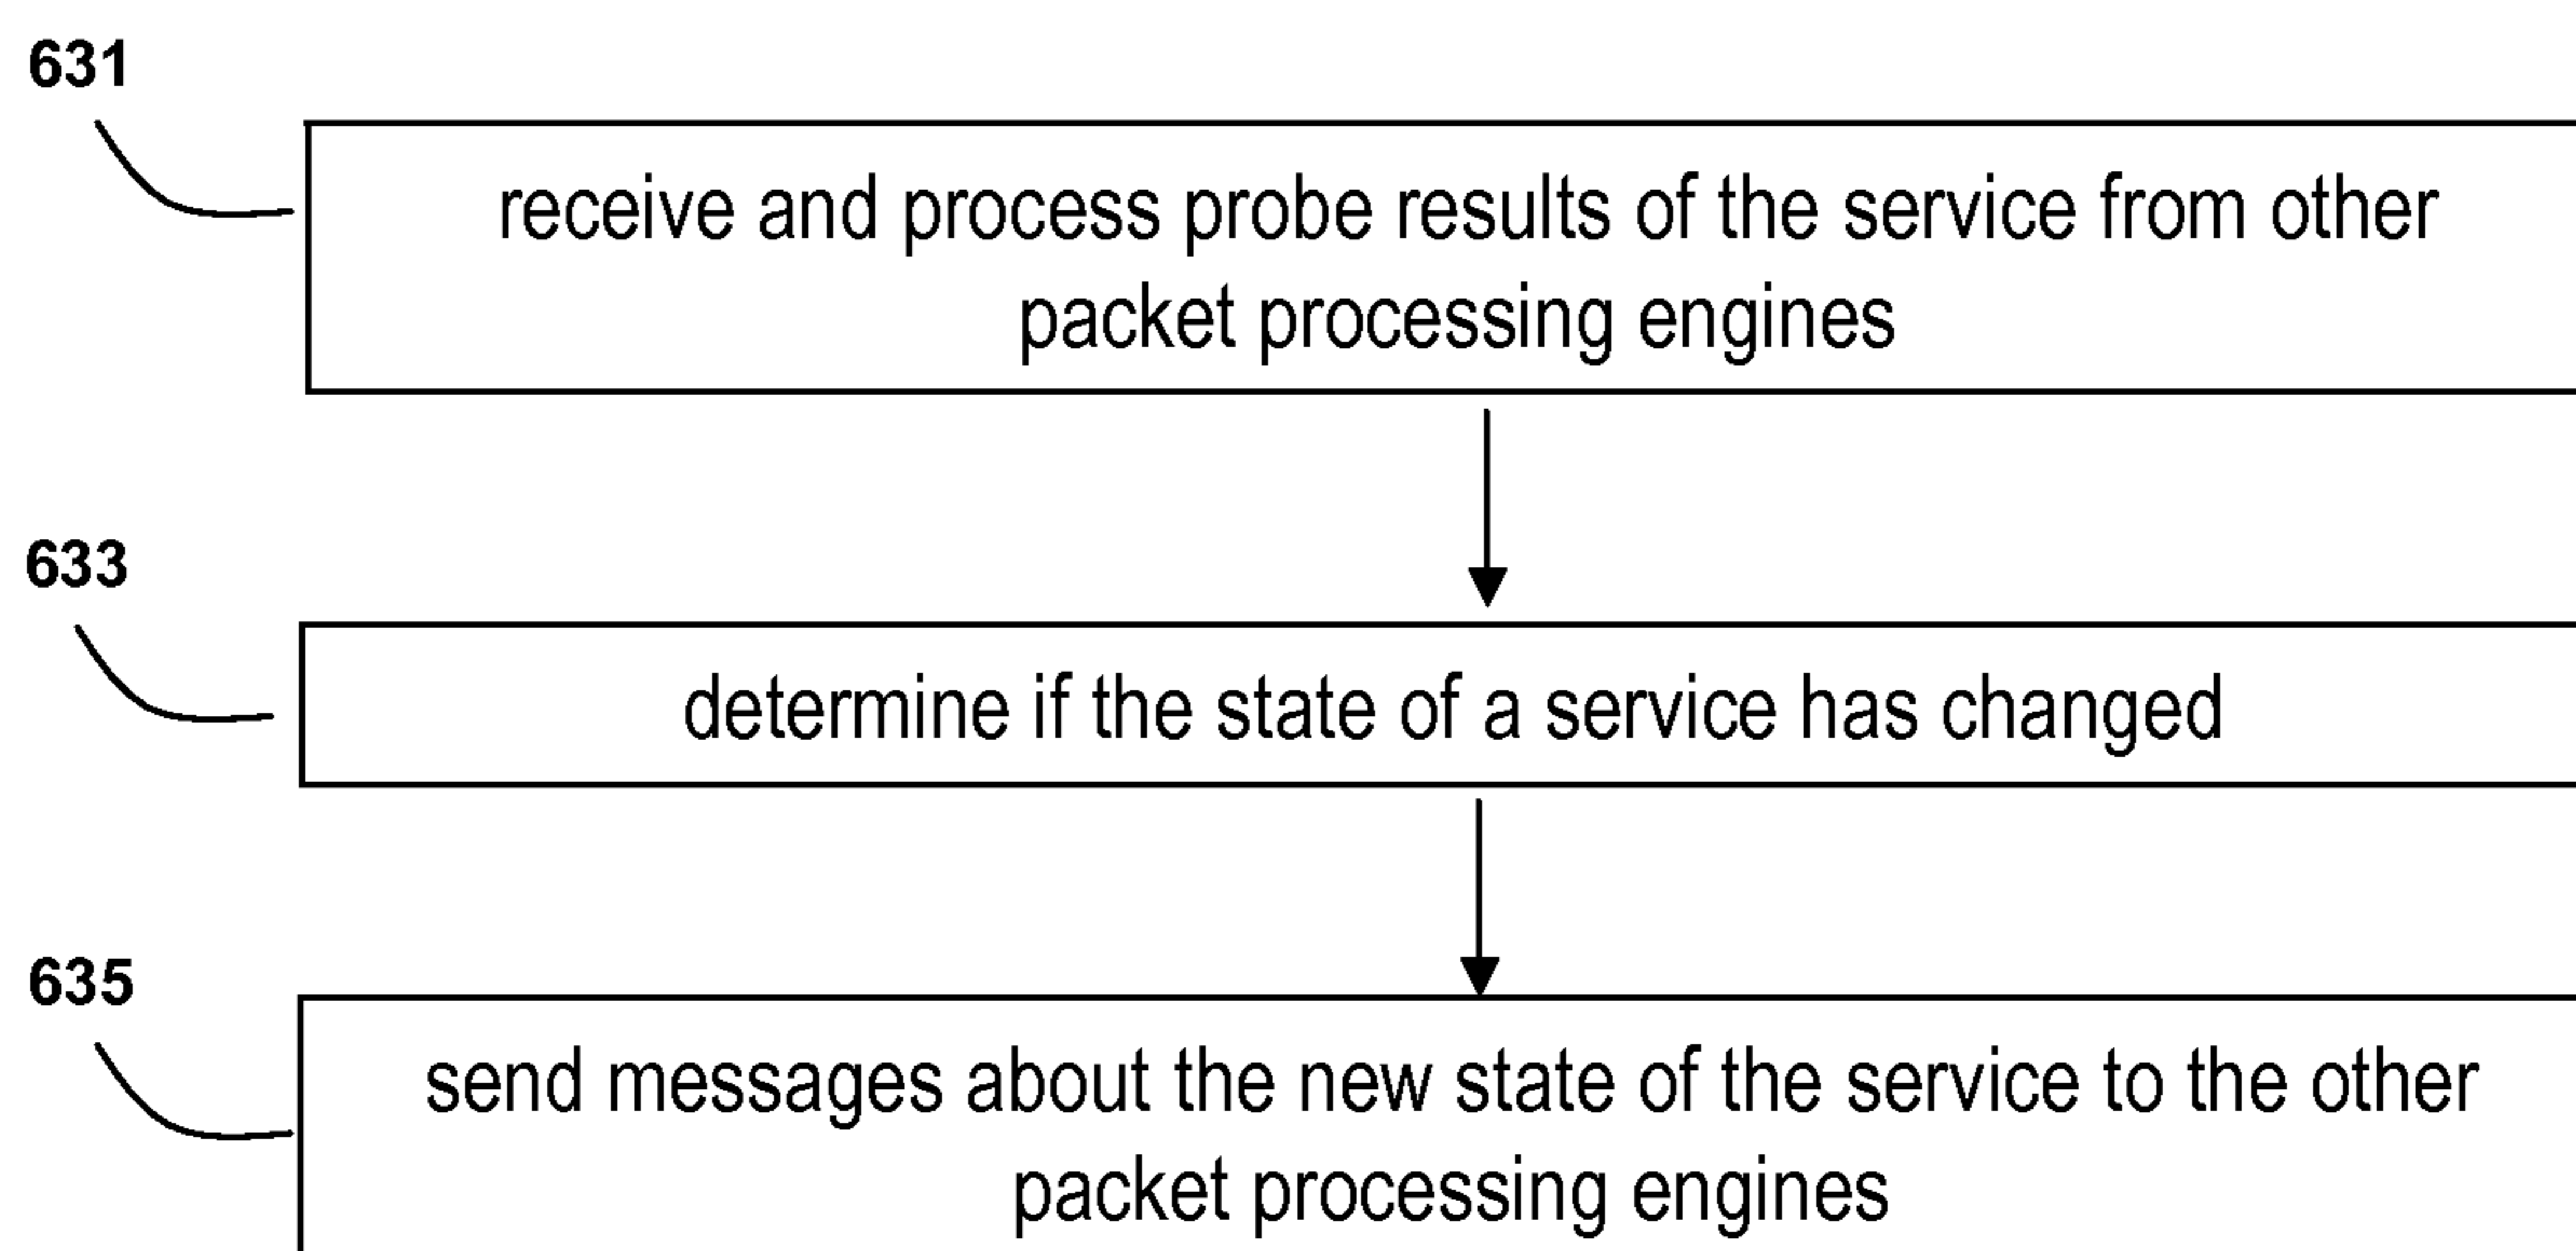 631
receive and process probe results of the service from other
packet processing engines
633
determine if the state of a service has changed
635
send messages about the new state of the service to the other
packet processing engines